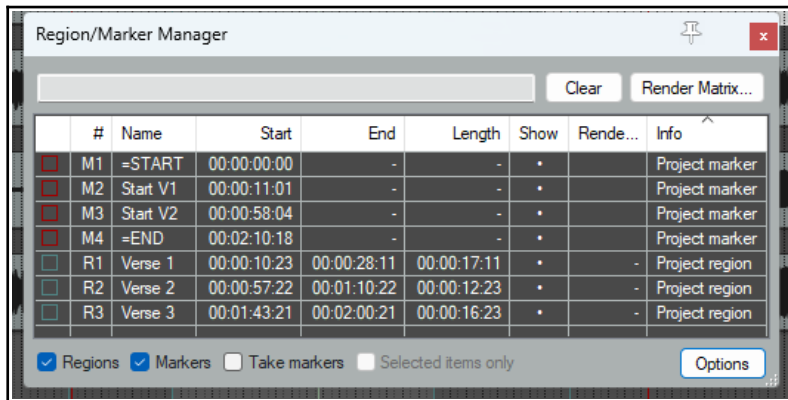 Region/Marker Manager
x
Clear Render Matrix...
# Name Start End Length Show Rende... Info
M1 =START 00:00:00:00 - - • Project marker
M2 Start V1 00:00:11:01 - - • Project marker
M3 Start V2 00:00:58:04 - - • Project marker
M4 =END 00:02:10:18 - - • Project marker
R1 Verse 1 00:00:10:23 00:00:28:11 00:00:17:11 • - Project region
R2 Verse 2 00:00:57:22 00:01:10:22 00:00:12:23 • - Project region
R3 Verse 3 00:01:43:21 00:02:00:21 00:00:16:23 • - Project region
Regions Markers Take markers Selected items only Options